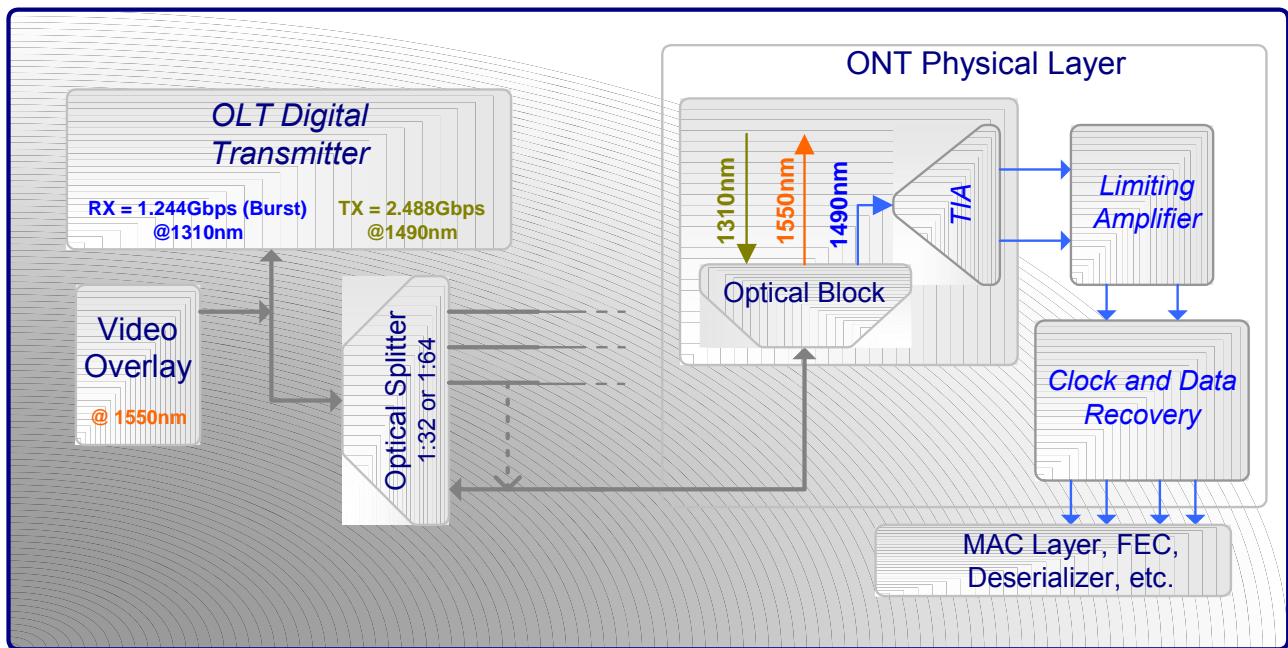 ONT Physical Layer
OLT Digital
Transmitter
RX = 1.244Gbps (Burst)
@1310nm
TX = 2.488Gbps
@1490nm
Video
Overlay
@ 1550nm
Optical Splitter
1:32 or 1:64
1310nm
1550nm
1490nm
Optical Block
TIA
Limiting
Amplifier
Clock and Data
Recovery
MAC Layer, FEC,
Deserializer, etc.